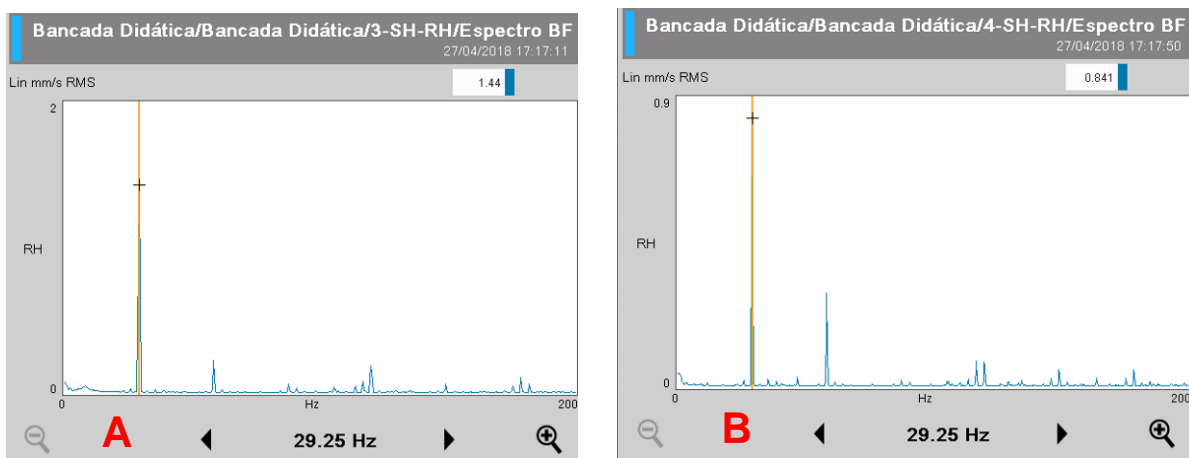 Bancada Didática/Bancada Didática/3-SH-RH/Espectro BF
27/04/2018 17:17:11
Lin mm/s RMS
1.44
2
RH
0
0
Hz
200
A
29.25 Hz
Bancada Didática/Bancada Didática/4-SH-RH/Espectro BF
27/04/2018 17:17:50
Lin mm/s RMS
0.841
0.9
RH
0
0
Hz
200
B
29.25 Hz